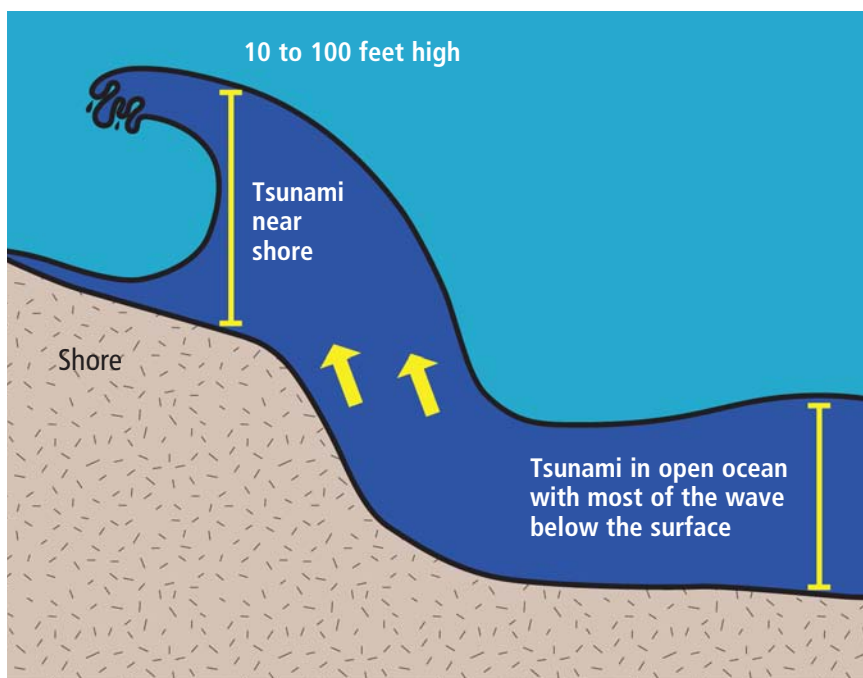 10 to 100 feet high
Tsunami
near
shore
Shore
Tsunami in open ocean
with most of the wave
below the surface